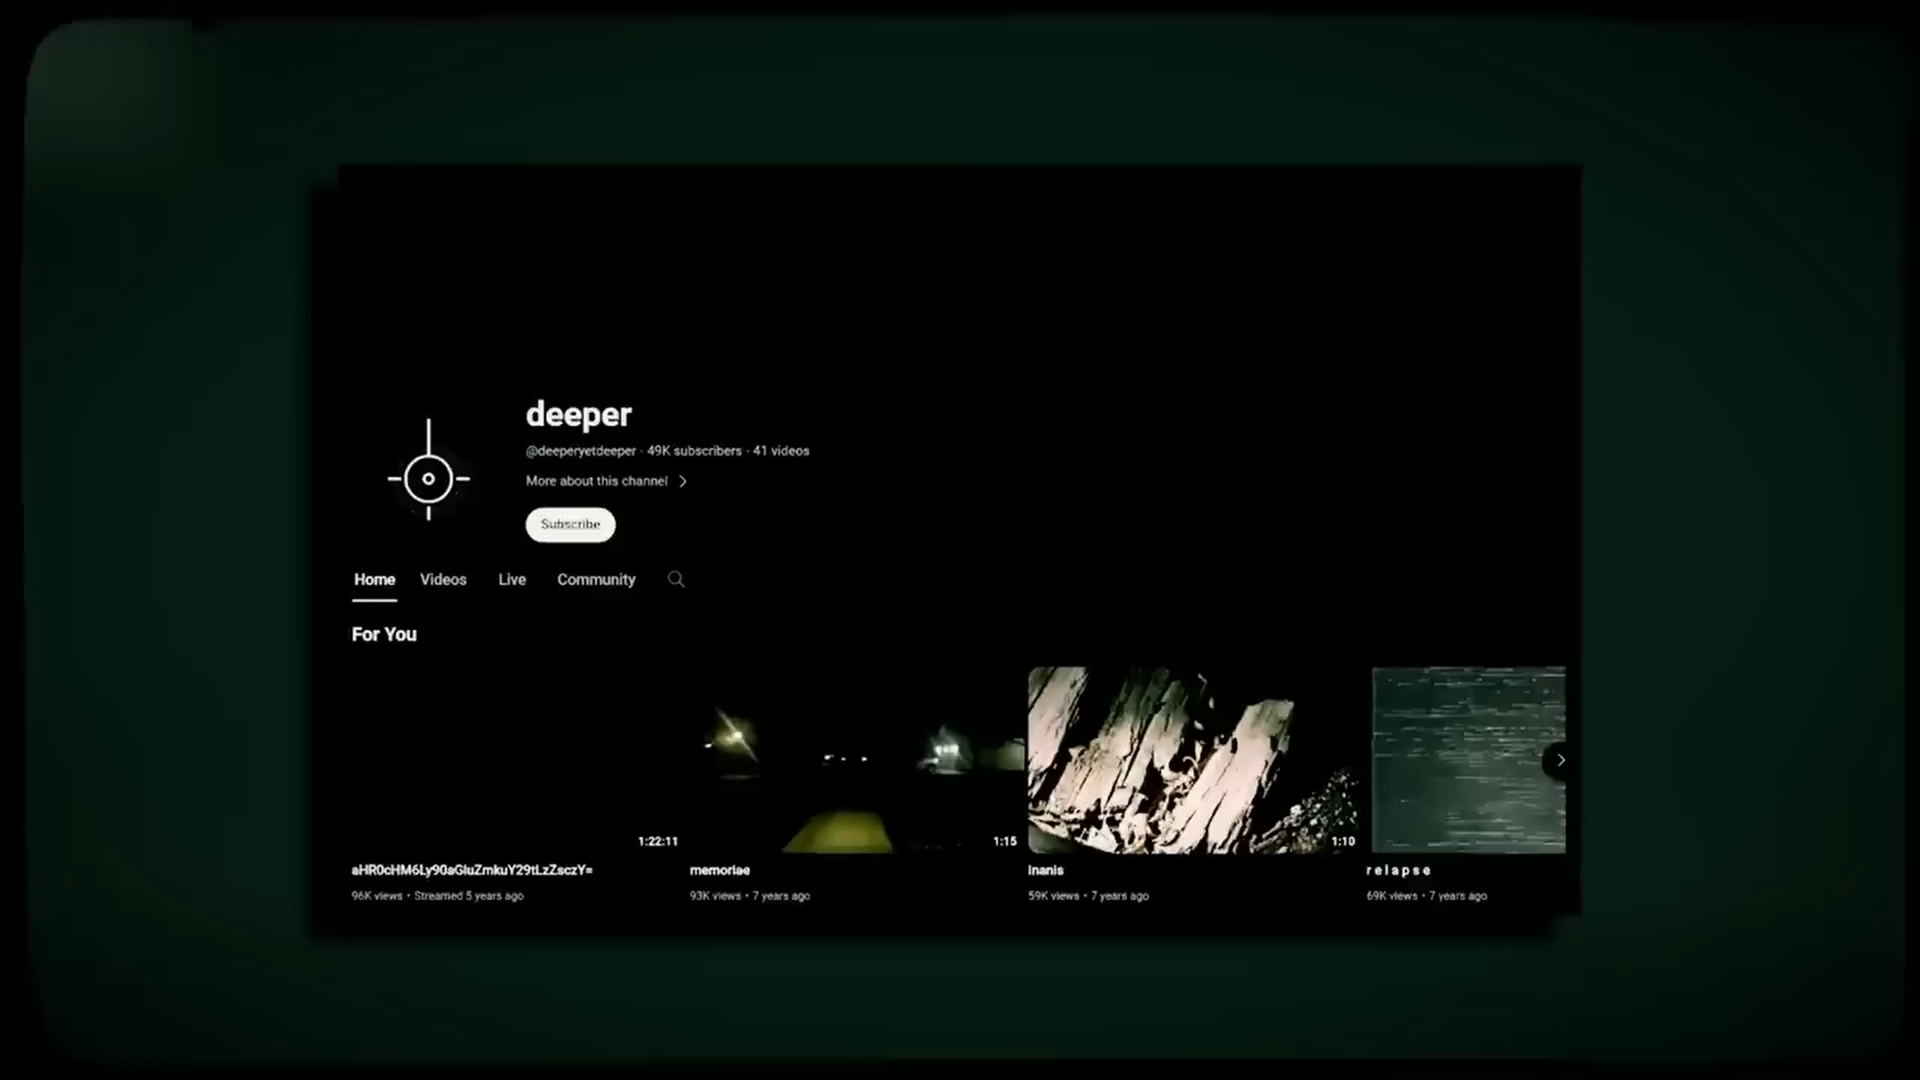 deeper
@deeperyetdeeper · 49K subscribers · 41 videos
More about this channel
Subscribe
Home Videos Live Community
For You
1:22:11 1:15 1:10
aHR0cHM6Ly90aGluZmkuY29tLzZsczY= memoriae inanis r e l a p s e
96K views • Streamed 5 years ago 93K views • 7 years ago 59K views • 7 years ago 69K views • 7 years ago